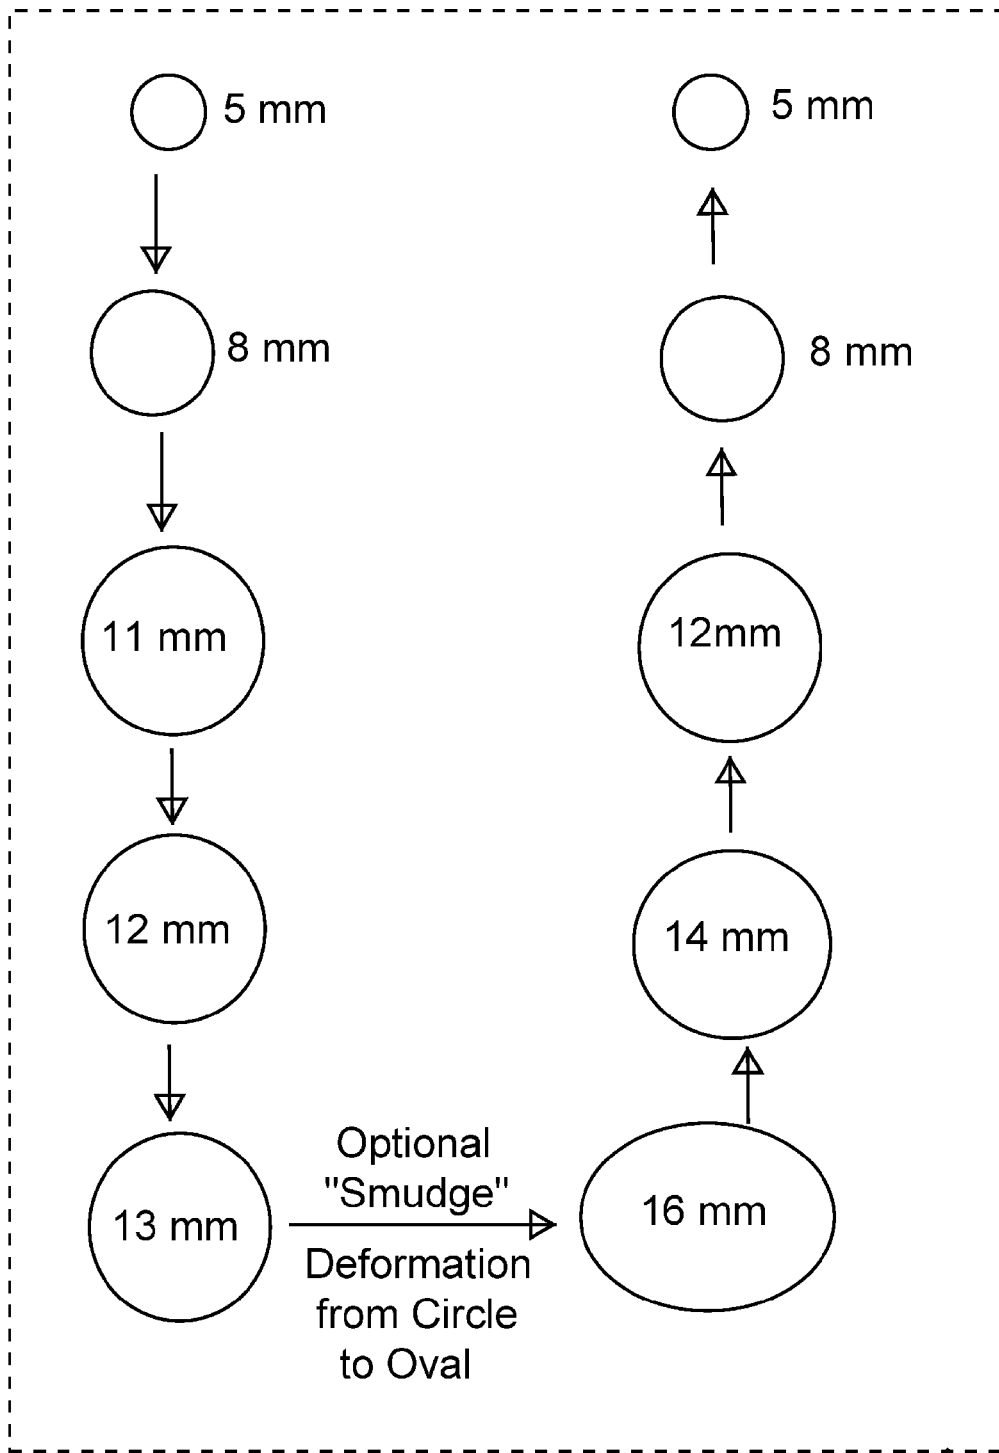 5 mm
8 mm
11 mm
12 mm
13 mm
Optional
"Smudge"
Deformation
from Circle
to Oval
16 mm
14 mm
12mm
8 mm
5 mm